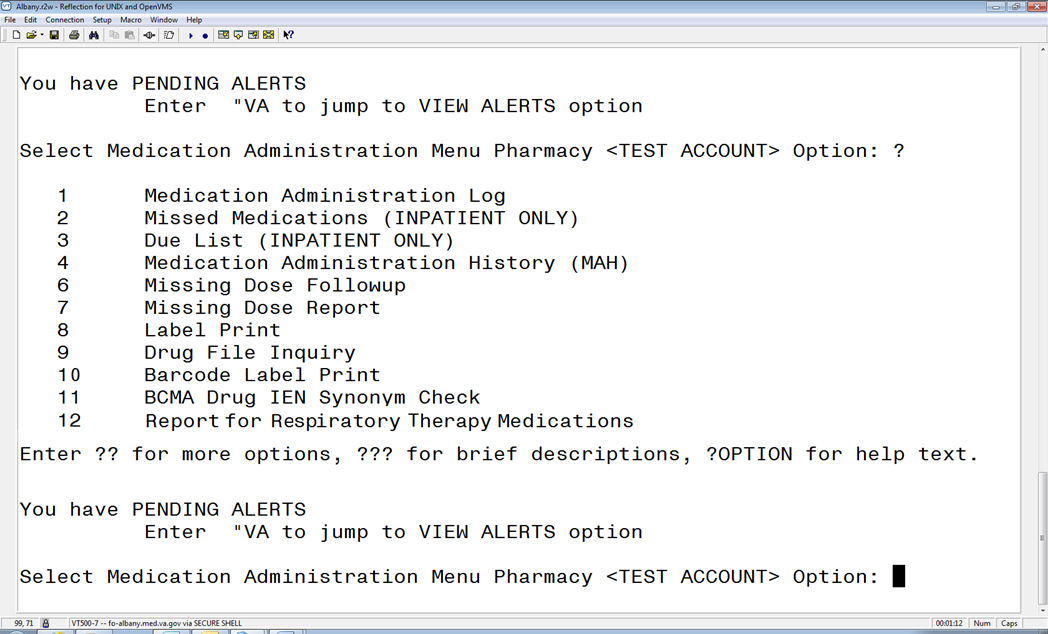 Albany.r2w - Reflection for UNIX and OpenVMS
File Edit Connection Setup Macro Window Help
You have PENDING ALERTS
Enter "VA to jump to VIEW ALERTS option
Select Medication Administration Menu Pharmacy <TEST ACCOUNT> Option: ?
1 Medication Administration Log
2 Missed Medications (INPATIENT ONLY)
3 Due List (INPATIENT ONLY)
4 Medication Administration History (MAH)
6 Missing Dose Followup
7 Missing Dose Report
8 Label Print
9 Drug File Inquiry
10 Barcode Label Print
11 BCMA Drug IEN Synonym Check
12 Report for Respiratory Therapy Medications
Enter ?? for more options, ??? for brief descriptions, ?OPTION for help text.
You have PENDING ALERTS
Enter "VA to jump to VIEW ALERTS option
Select Medication Administration Menu Pharmacy <TEST ACCOUNT> Option:
99, 71 VT500-7 -- fo-albany.med.va.gov via SECURE SHELL 00:01:12 Num Caps